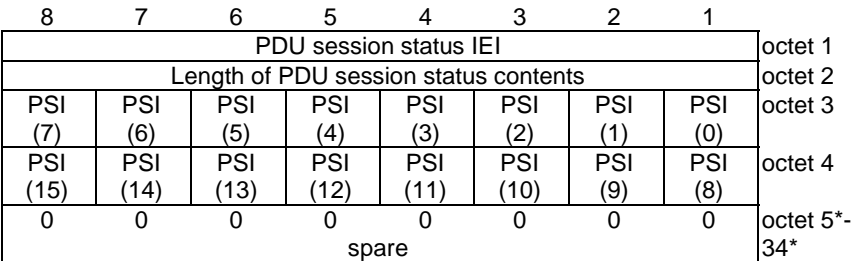 8 7 6 5 4 3 2 1
PDU session status IEI octet 1
Length of PDU session status contents octet 2
PSI PSI PSI PSI PSI PSI PSI PSI octet 3
(7) (6) (5) (4) (3) (2) (1) (0)
PSI PSI PSI PSI PSI PSI PSI PSI octet 4
(15) (14) (13) (12) (11) (10) (9) (8)
0 0 0 0 0 0 0 0 octet 5*-
spare 34*